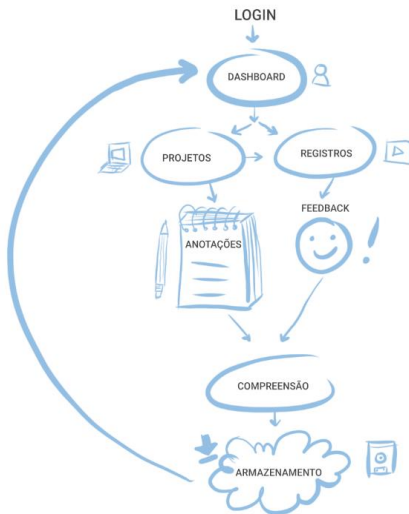 LOGIN
DASHBOARD
PROJETOS
REGISTROS
FEEDBACK
ANOTAÇÕES
COMPREENSÃO
ARMAZENAMENTO